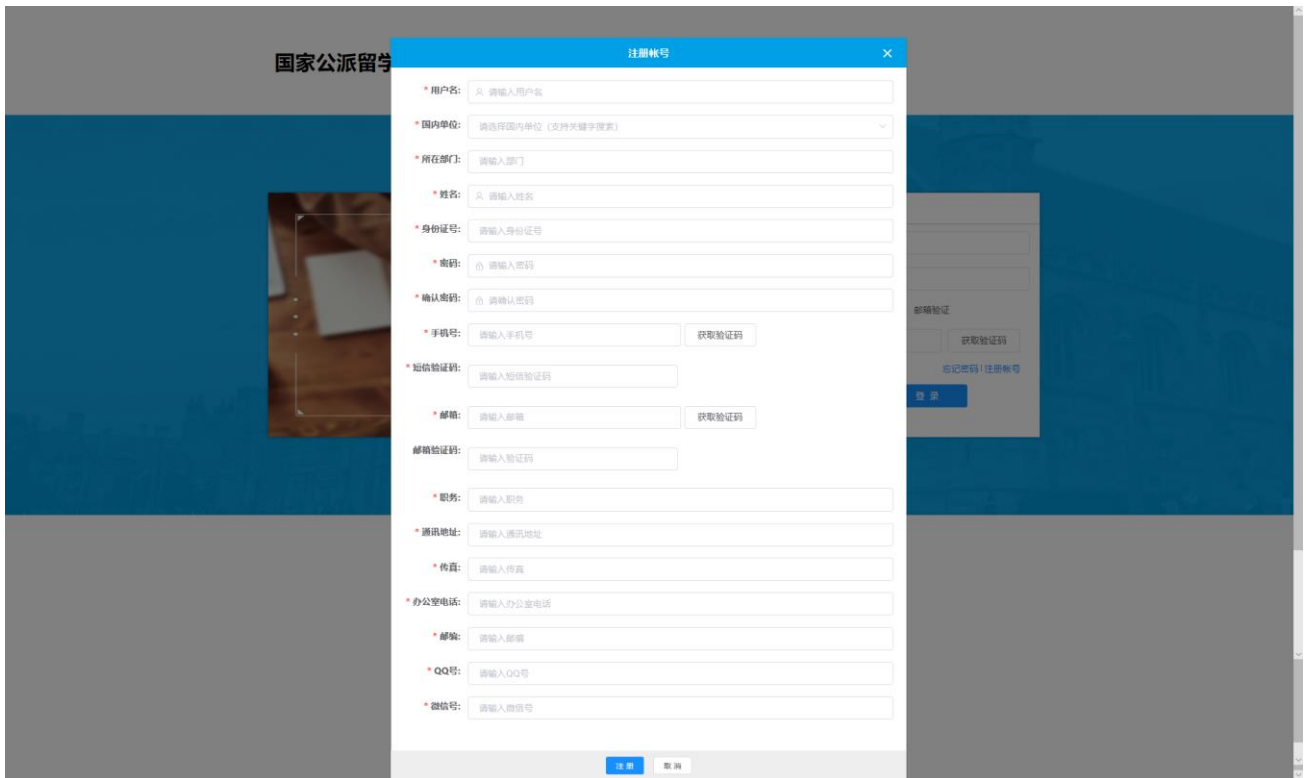 国家公派留学
注册帐号
* 用户名: 请输入用户名
* 国内单位: 请选择国内单位（支持关键字搜索）
* 所在部门: 请输入部门
* 姓名: 请输入姓名
* 身份证号: 请输入身份证号
* 密码: 请输入密码
* 确认密码: 请确认密码
* 手机号: 请输入手机号 获取验证码
* 短信验证码: 请输入短信验证码
* 邮箱: 请输入邮箱 获取验证码
邮箱验证码: 请输入验证码
* 职务: 请输入职务
* 通讯地址: 请输入通讯地址
* 传真: 请输入传真
* 办公室电话: 请输入办公室电话
* 邮编: 请输入邮编
* QQ号: 请输入QQ号
* 微信号: 请输入微信号
注册 取消
邮箱验证
获取验证码
忘记密码 | 注册帐号
登录